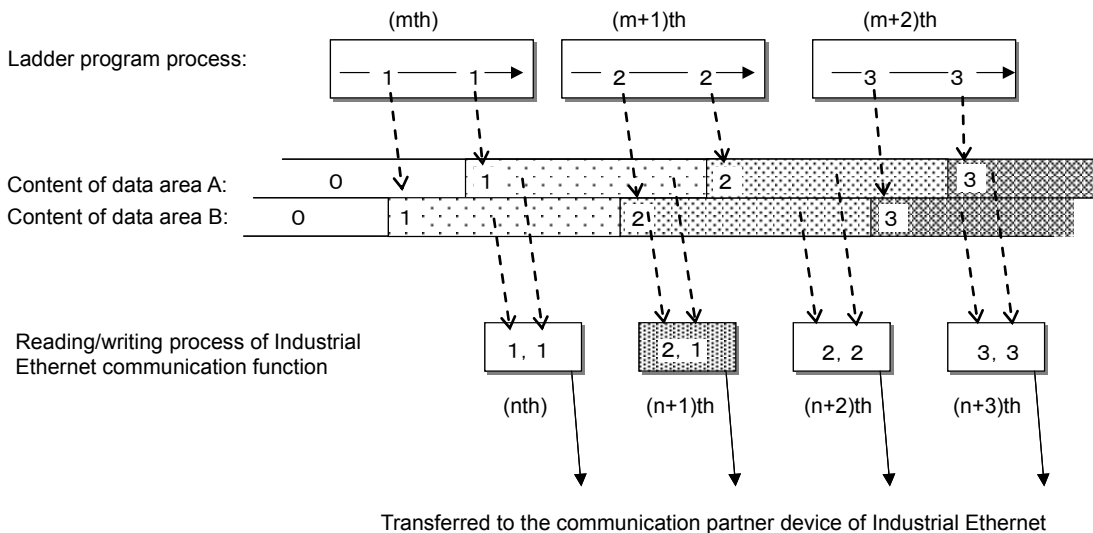 (mth) (m+1)th (m+2)th
Ladder program process:
1 1 2 2 3 3
Content of data area A: 0 1 2 3
Content of data area B: 0 1 2 3
Reading/writing process of Industrial
Ethernet communication function
1, 1 2, 1 2, 2 3, 3
(nth) (n+1)th (n+2)th (n+3)th
Transferred to the communication partner device of Industrial Ethernet